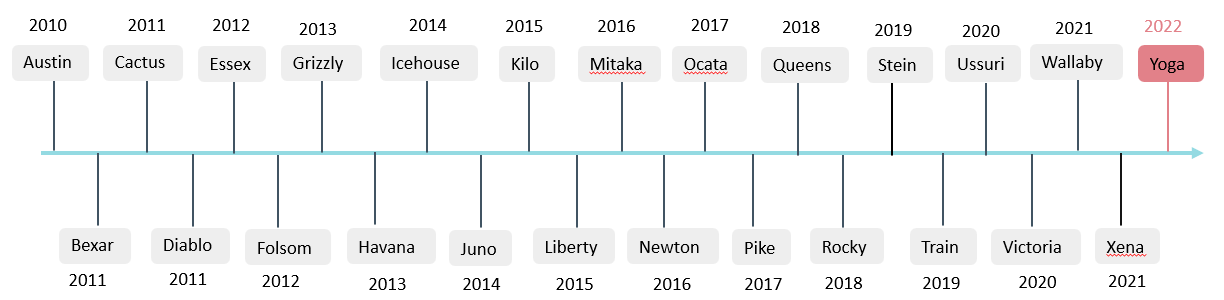 2010 2011 2012 2013 2014 2015 2016 2017 2018 2019 2020 2021 2022
Austin Cactus Essex Grizzly Icehouse Kilo Mitaka Ocata Queens Stein Ussuri Wallaby Yoga
Bexar Diablo Folsom Havana Juno Liberty Newton Pike Rocky Train Victoria Xena
2011 2011 2012 2013 2014 2015 2016 2017 2018 2019 2020 2021